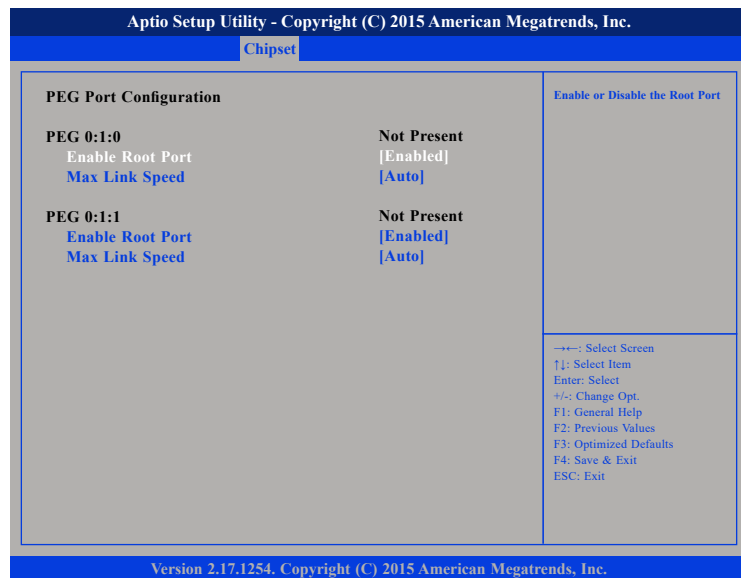 Aptio Setup Utility - Copyright (C) 2015 American Megatrends, Inc.
Chipset
PEG Port Configuration
PEG 0:1:0 Not Present
Enable Root Port [Enabled]
Max Link Speed [Auto]
PEG 0:1:1 Not Present
Enable Root Port [Enabled]
Max Link Speed [Auto]
Enable or Disable the Root Port
→←: Select Screen
↑↓: Select Item
Enter: Select
+/-: Change Opt.
F1: General Help
F2: Previous Values
F3: Optimized Defaults
F4: Save & Exit
ESC: Exit
Version 2.17.1254. Copyright (C) 2015 American Megatrends, Inc.